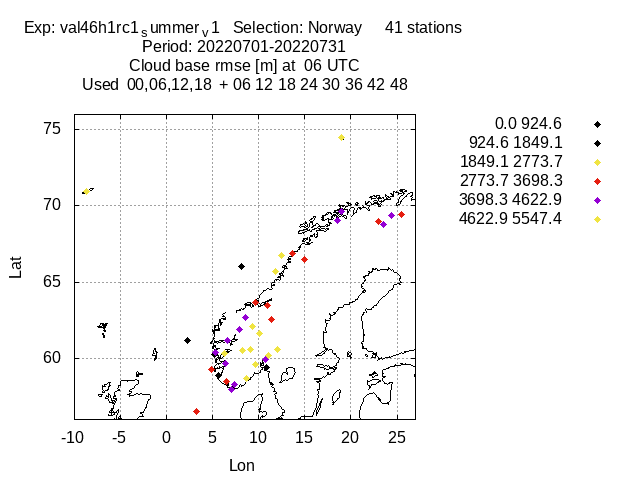 Exp: val46h1rc1summerv1   Selection: Norway     41 stations
Period: 20220701-20220731
Cloud base rmse [m] at  06 UTC
Used  00,06,12,18  + 06 12 18 24 30 36 42 48
0.0 924.6
924.6 1849.1
1849.1 2773.7
2773.7 3698.3
3698.3 4622.9
4622.9 5547.4
75
70
65
60
Lat
-10 -5 0 5 10 15 20 25
Lon